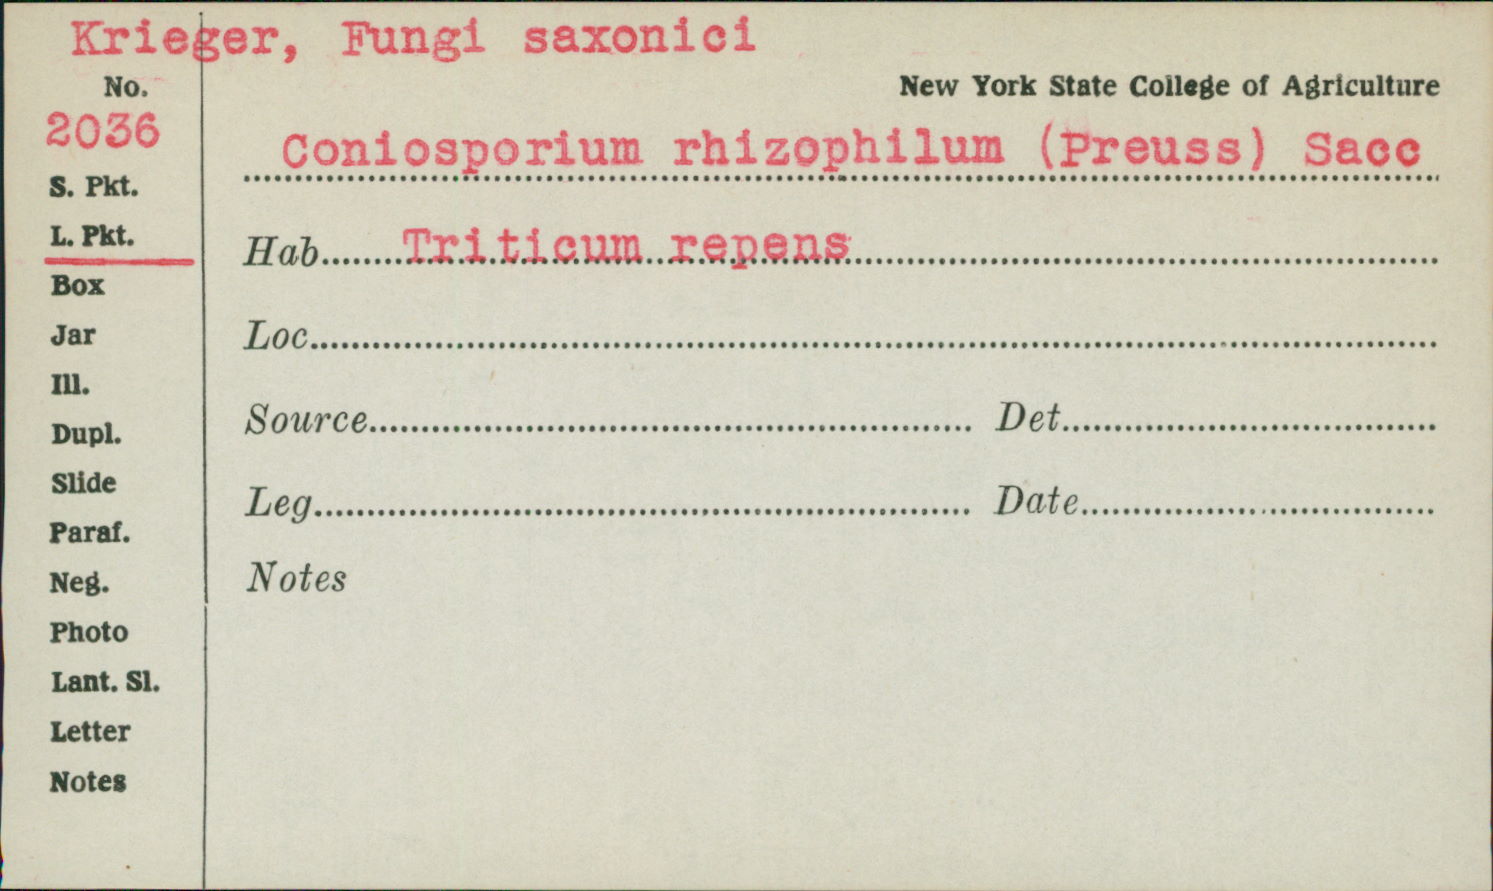 Krieger, Fungi saxonici
No.
New York State College of Agriculture
2036
Coniosporium rhizophilum (Preuss) Sacc
S. Pkt.
L. Pkt.
Hab. Triticum repens
Box
Jar
Loc.
Ill.
Dupl.
Source Det.
Slide
Leg. Date
Paraf.
Neg.
Notes
Photo
Lant. Sl.
Letter
Notes